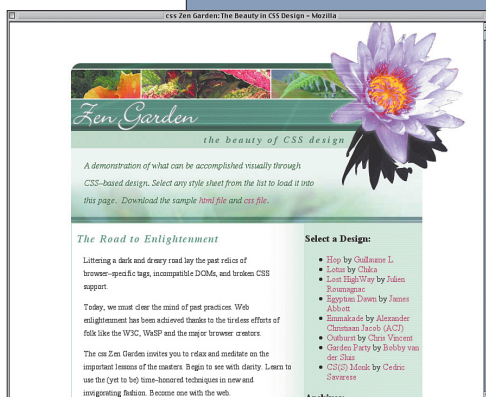 css Zen Garden: The Beauty in CSS Design - Mozilla
Zen Garden
the beauty of CSS design
A demonstration of what can be accomplished visually through
CSS-based design. Select any style sheet from the list to load it into
this page. Download the sample html file and css file.
The Road to Enlightenment
Littering a dark and dreary road lay the past relics of
browser-specific tags, incompatible DOMs, and broken CSS
support.
Today, we must clear the mind of past practices. Web
enlightenment has been achieved thanks to the tireless efforts of
folk like the W3C, WaSP and the major browser creators.
The css Zen Garden invites you to relax and meditate on the
important lessons of the masters. Begin to see with clarity. Learn to
use the (yet to be) time-honored techniques in new and
invigorating fashion. Become one with the web.
Select a Design:
Hop by Guillaume L.
Lotus by Chika
Lost HighWay by Julien
Roumagnac
Egyptian Dawn by James
Abbott
Emmakade by Alexander
Christiaan Jacob (ACJ)
Outburst by Chris Vincent
Garden Party by Bobby van
der Sluis
CS(S) Monk by Cedric
Savarese